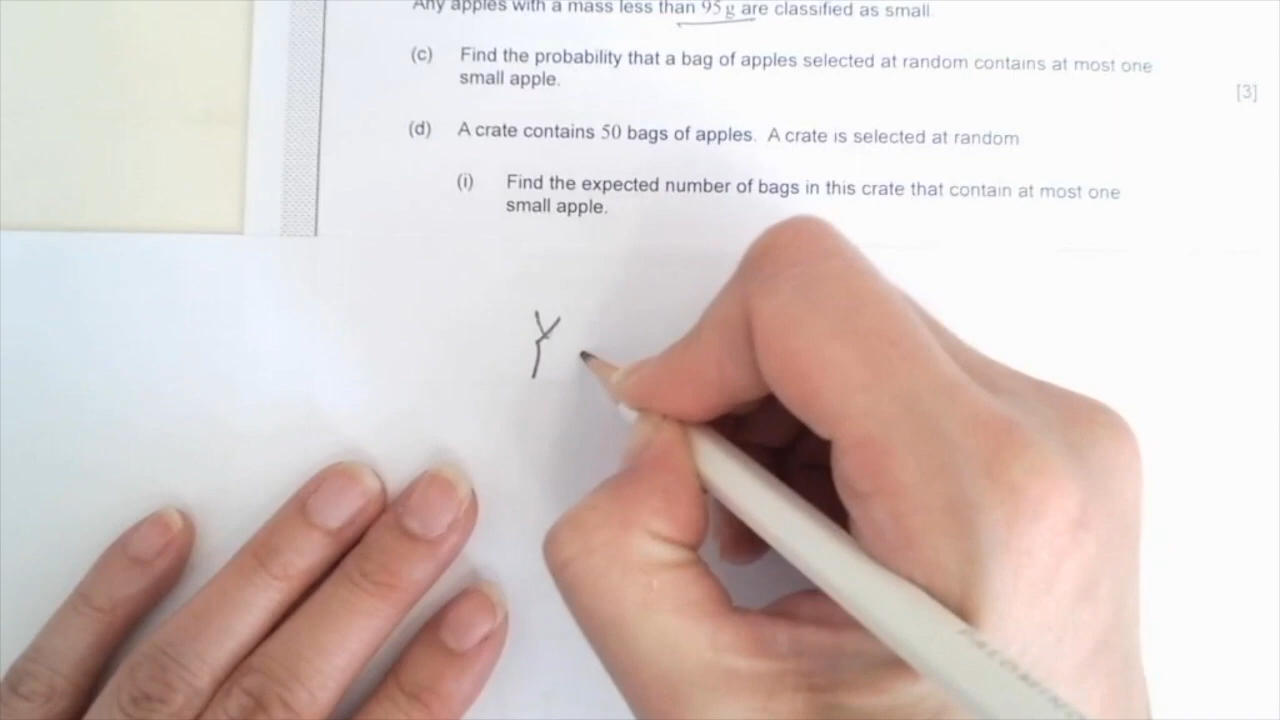 Any apples with a mass less than 95 g are classified as small
(c) Find the probability that a bag of apples selected at random contains at most one
small apple.
[3]
(d) A crate contains 50 bags of apples. A crate is selected at random
(i) Find the expected number of bags in this crate that contain at most one
small apple.
Y
PALOMINO